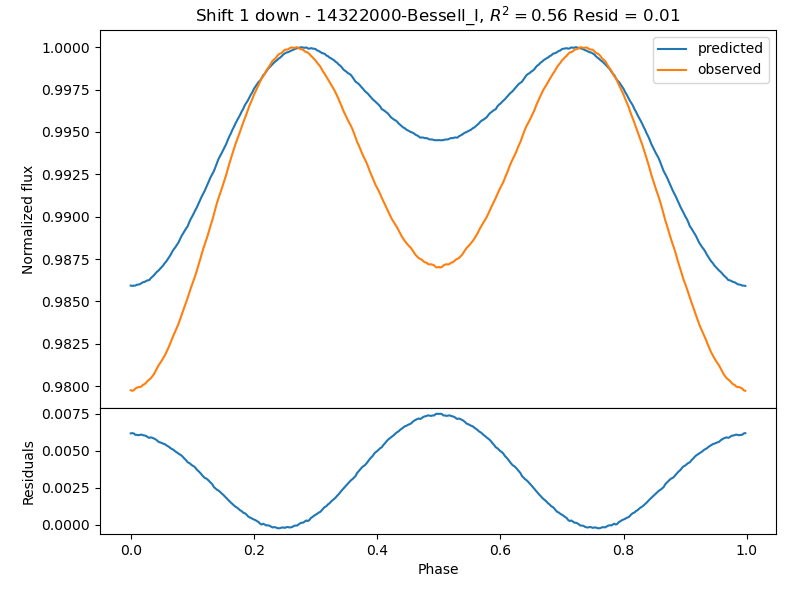 Shift 1 down - 14322000-Bessell_I, R² = 0.56 Resid = 0.01
predicted
observed
Normalized flux
1.0000
0.9975
0.9950
0.9925
0.9900
0.9875
0.9850
0.9825
0.9800
Residuals
0.0075
0.0050
0.0025
0.0000
0.0 0.2 0.4 0.6 0.8 1.0
Phase